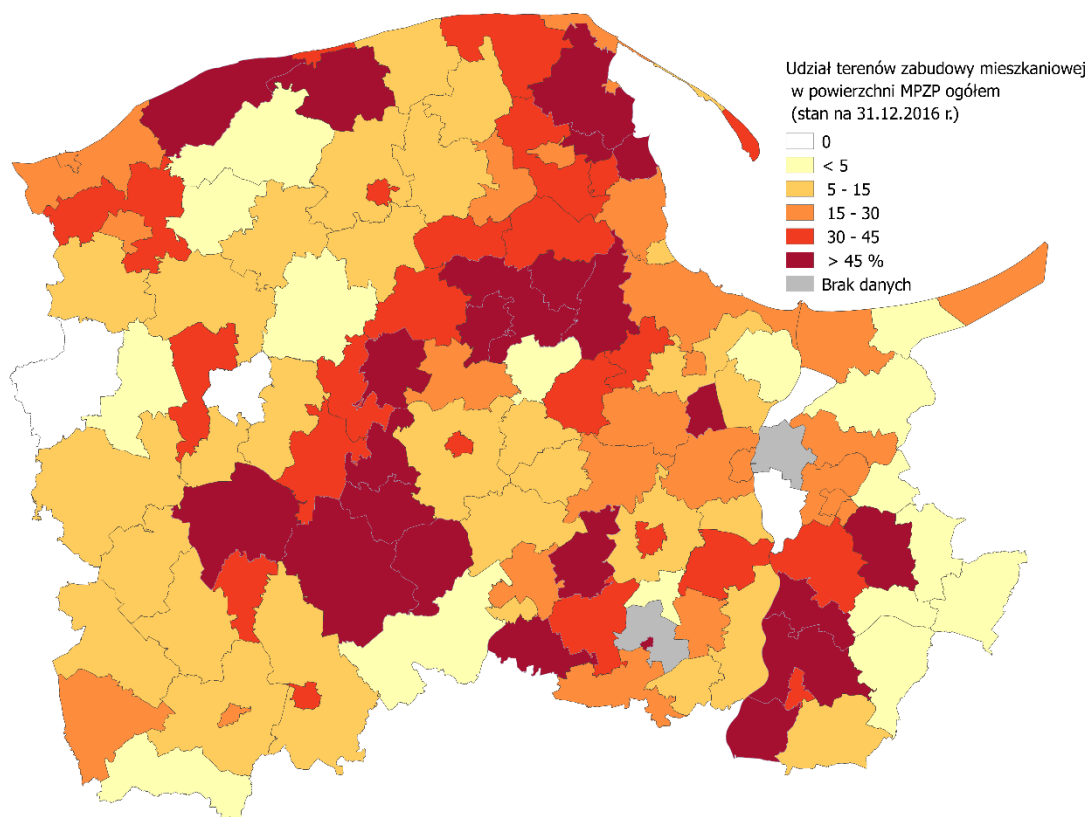 Udział terenów zabudowy mieszkaniowej
w powierzchni MPZP ogółem
(stan na 31.12.2016 r.)
0
< 5
5 - 15
15 - 30
30 - 45
> 45 %
Brak danych